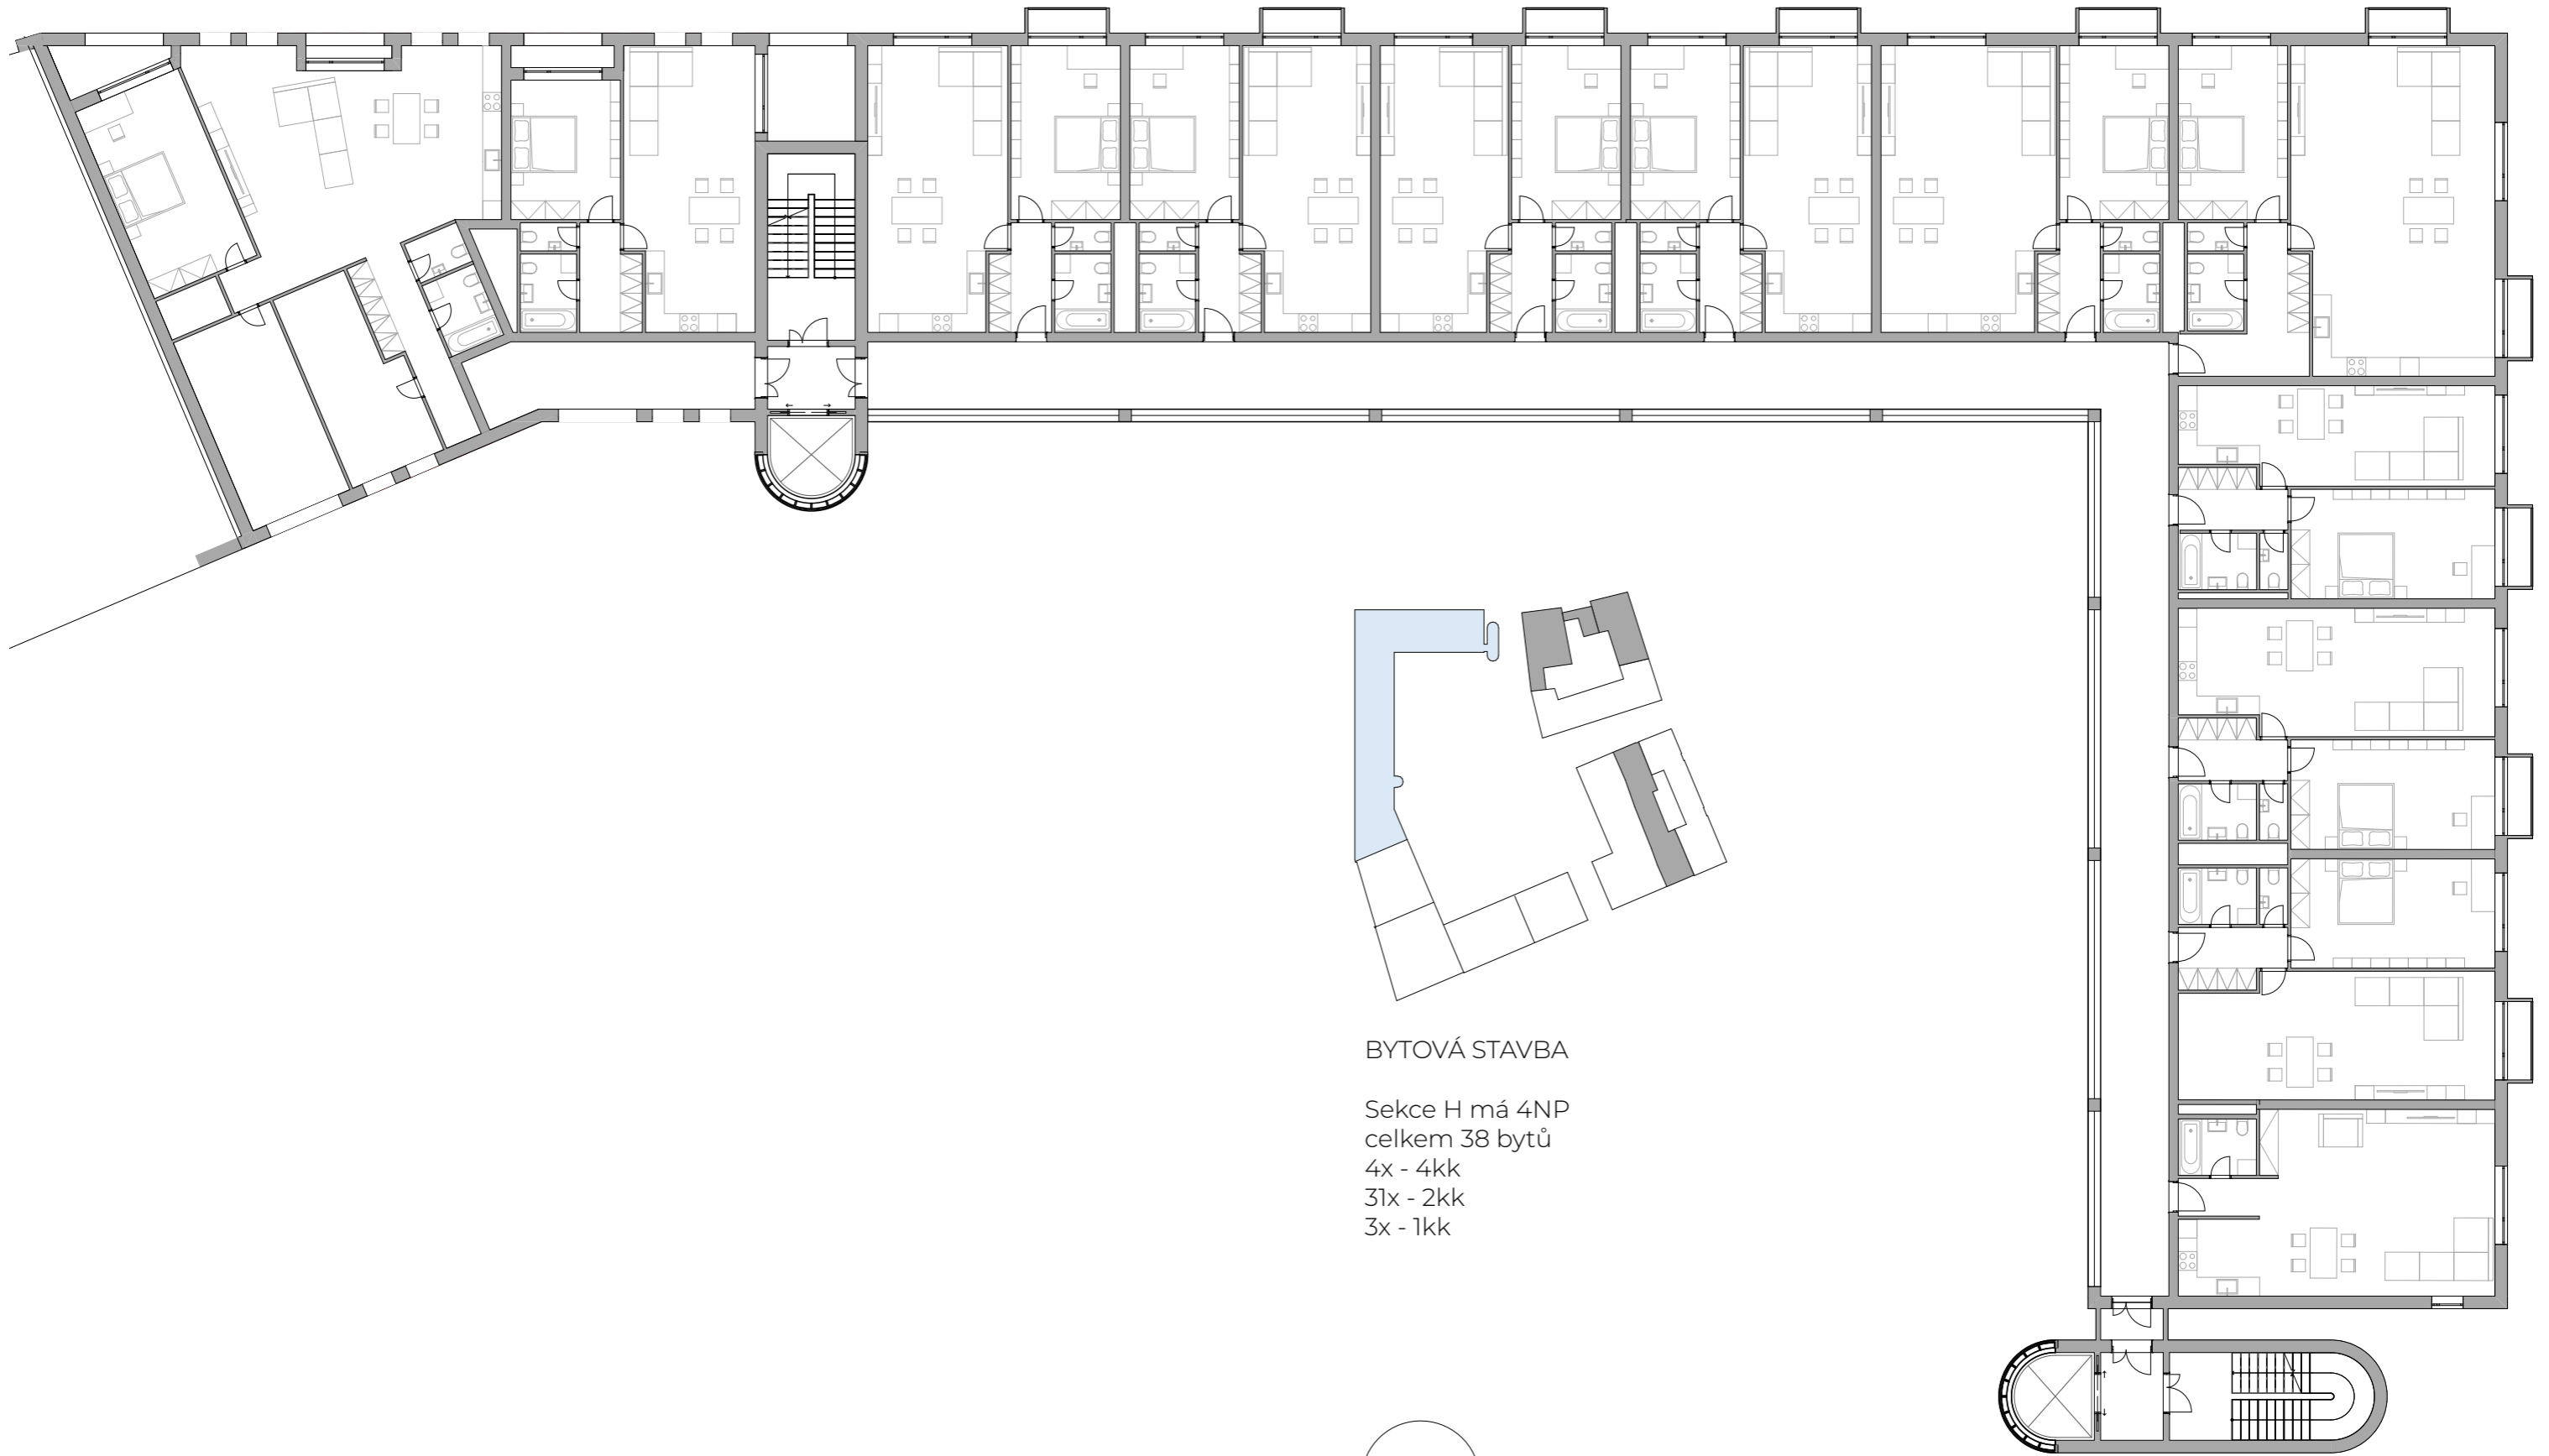 BYTOVÁ STAVBA
Sekce H má 4NP
celkem 38 bytů
4x - 4kk
31x - 2kk
3x - 1kk